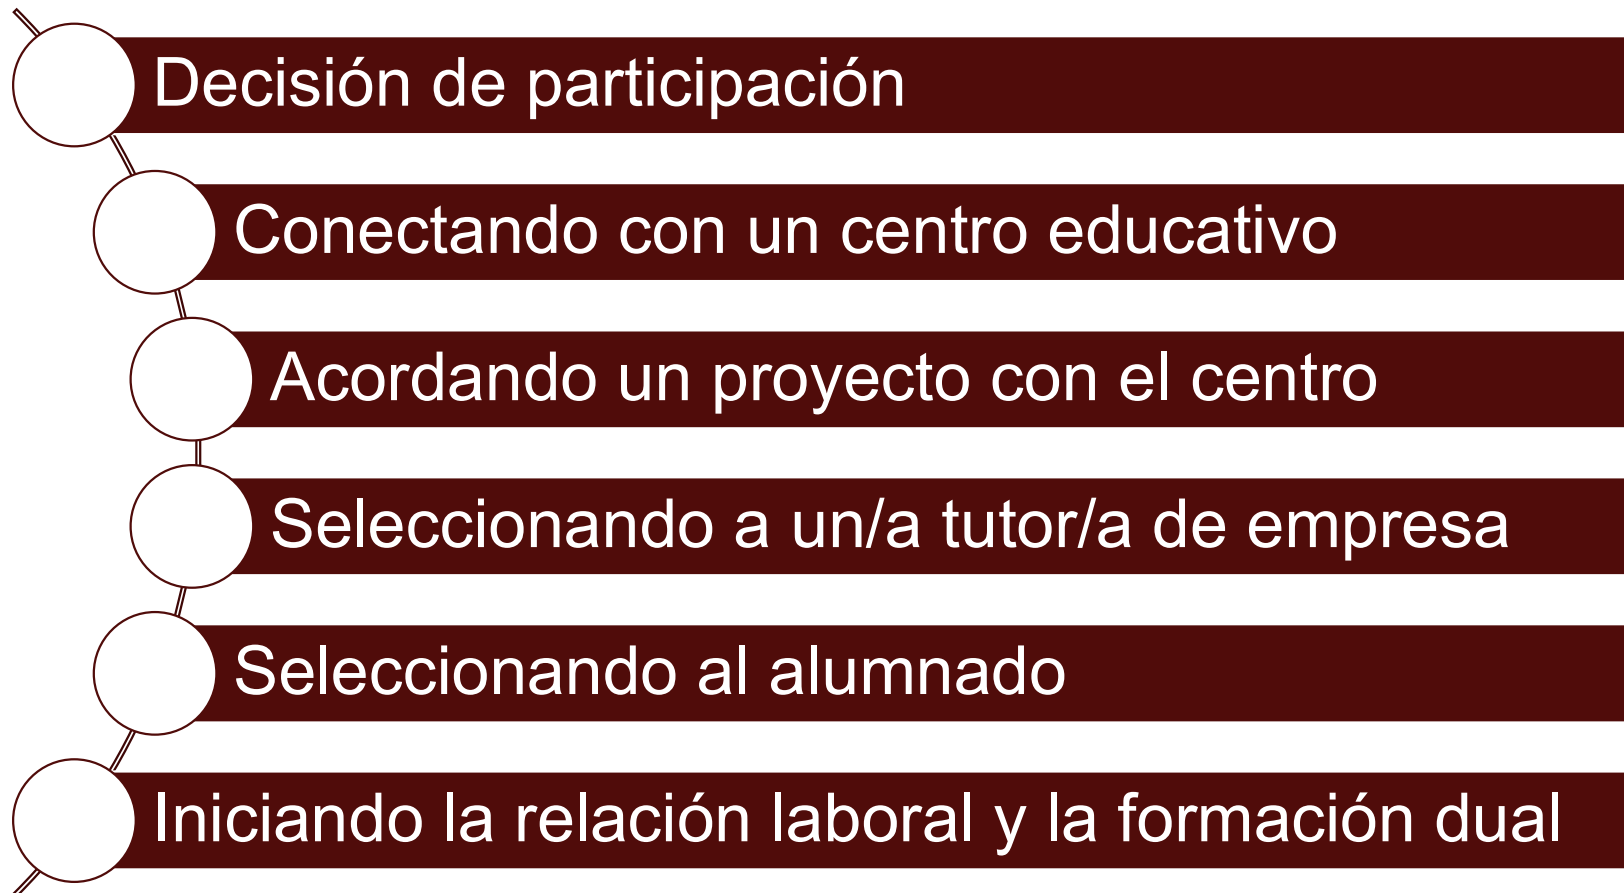 Decisión de participación
Conectando con un centro educativo
Acordando un proyecto con el centro
Seleccionando a un/a tutor/a de empresa
Seleccionando al alumnado
Iniciando la relación laboral y la formación dual